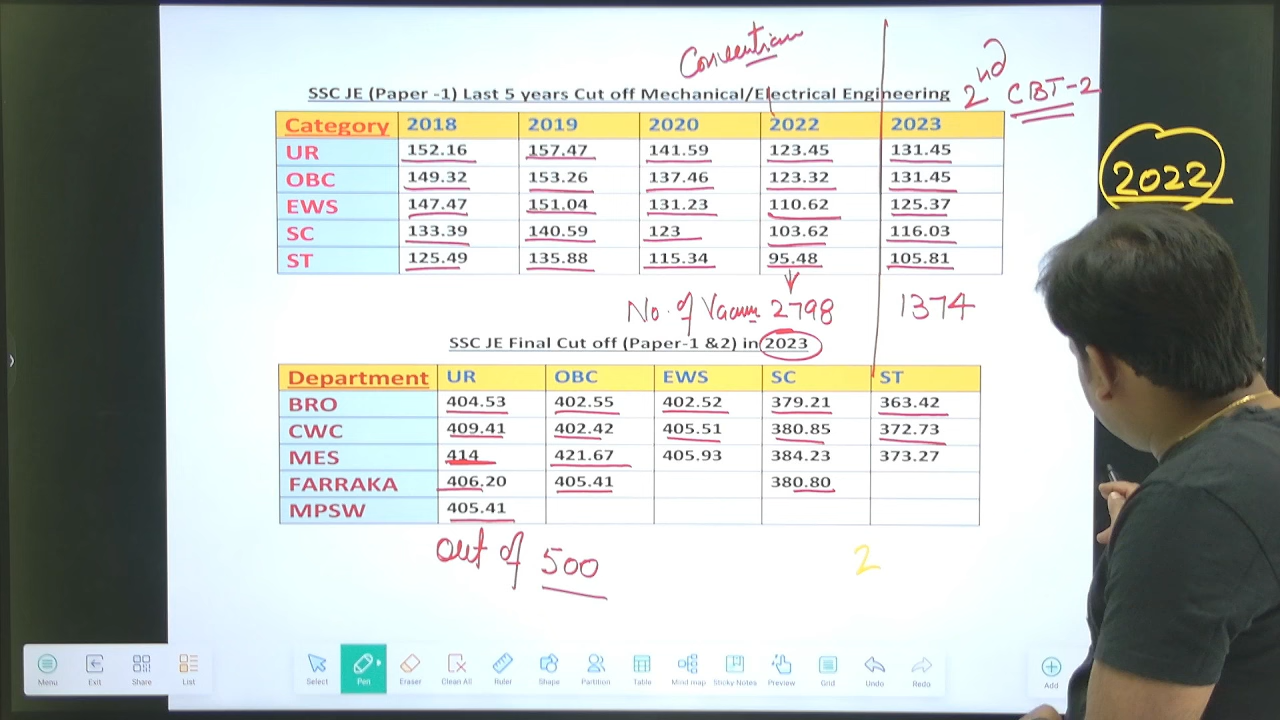 Convention
2nd CBT-2
SSC JE (Paper -1) Last 5 years Cut off Mechanical/Electrical Engineering
Category 2018 2019 2020 2022 2023
UR 152.16 157.47 141.59 123.45 131.45
2022
OBC 149.32 153.26 137.46 123.32 131.45
EWS 147.47 151.04 131.23 110.62 125.37
SC 133.39 140.59 123 103.62 116.03
ST 125.49 135.88 115.34 95.48 105.81
No. of 2798 1374
SSC JE Final Cut off (Paper-1 &2) in 2023
Department UR OBC EWS SC ST
BRO 404.53 402.55 402.52 379.21 363.42
CWC 409.41 402.42 405.51 380.85 372.73
MES 414 421.67 405.93 384.23 373.27
FARRAKA 406.20 405.41 380.80
MPSW 405.41
out of 500
2
Menu Exit Share List Select Pen Eraser Clean All Ruler Shape Partition Table Mind map Sticky Notes Preview Grid Undo Redo Add